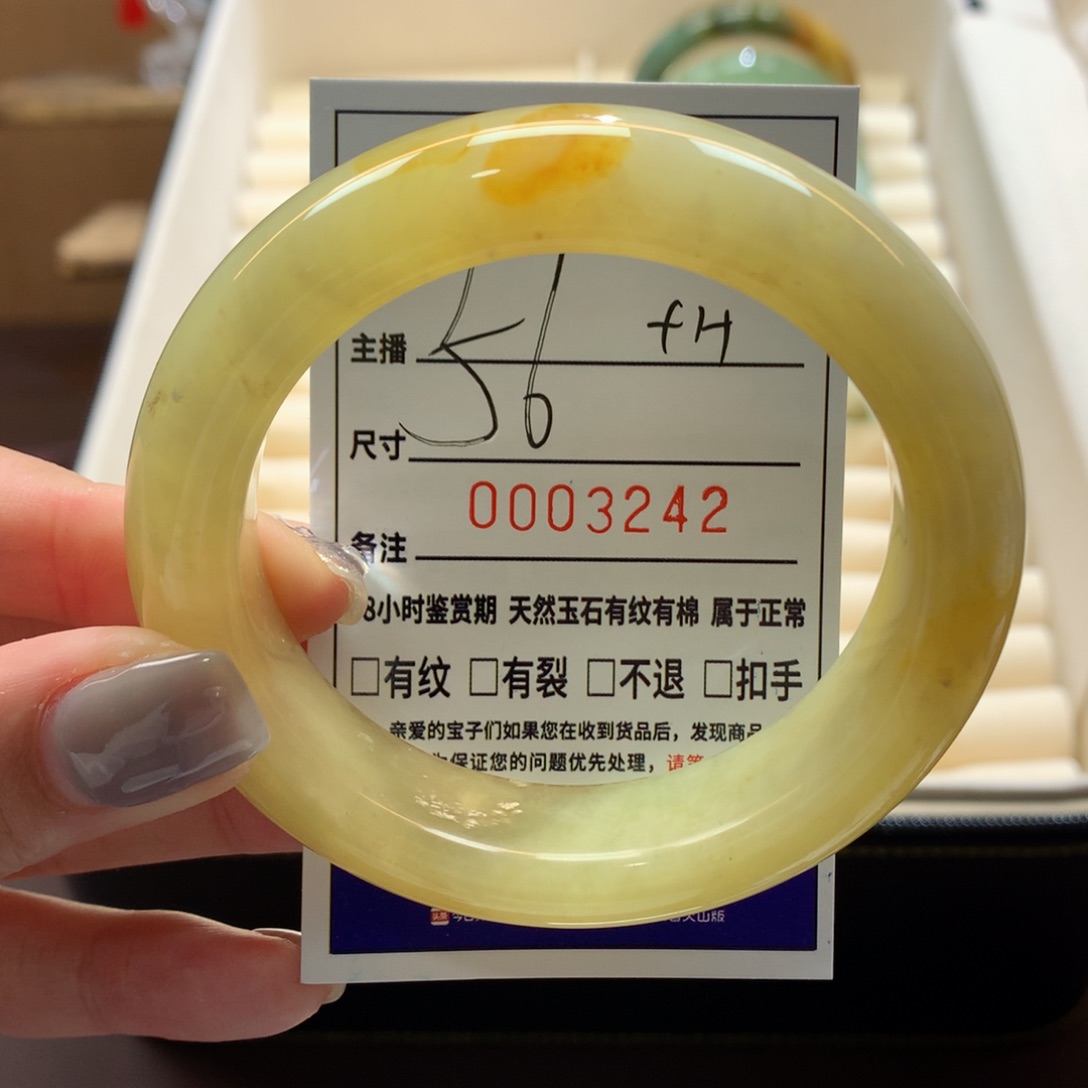 主播 fH
尺寸 56
0003242
备注
8小时鉴赏期 天然玉石有纹有棉 属于正常
□有纹 □有裂 □不退 □扣手
亲爱的宝子们如果您在收到货品后，发现商品
保证您的问题优先处理，请
头条